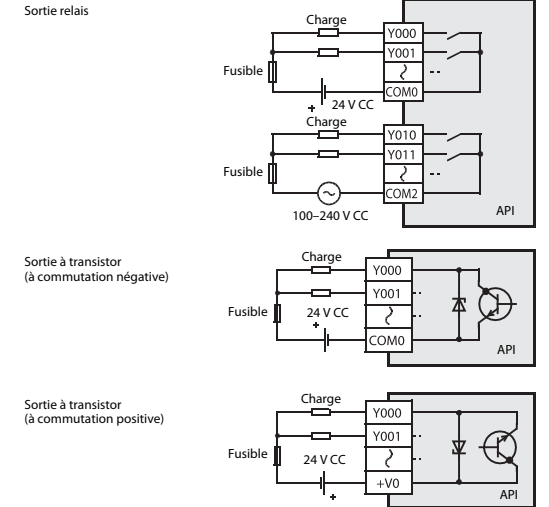 Sortie relais
Charge
Y000
Y001
Fusible
COM0
+
24 V CC
Charge
Y010
Y011
Fusible
COM2
100–240 V CC
API
Sortie à transistor
(à commutation négative)
Charge
Y000
Y001
Fusible
24 V CC
+
COM0
API
Sortie à transistor
(à commutation positive)
Charge
Y000
Y001
Fusible
24 V CC
+V0
+
API